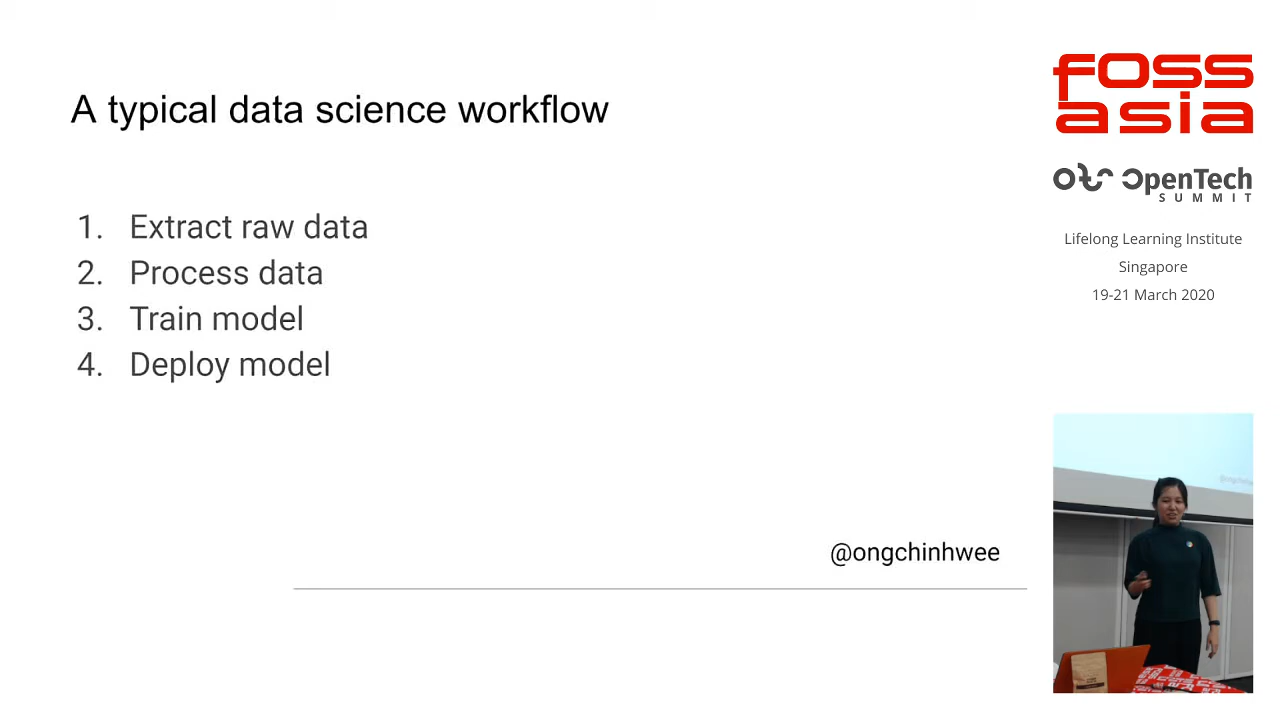 A typical data science workflow
1. Extract raw data
2. Process data
3. Train model
4. Deploy model
@ongchinhwee
foss
asia
OpenTech
SUMMIT
Lifelong Learning Institute
Singapore
19-21 March 2020